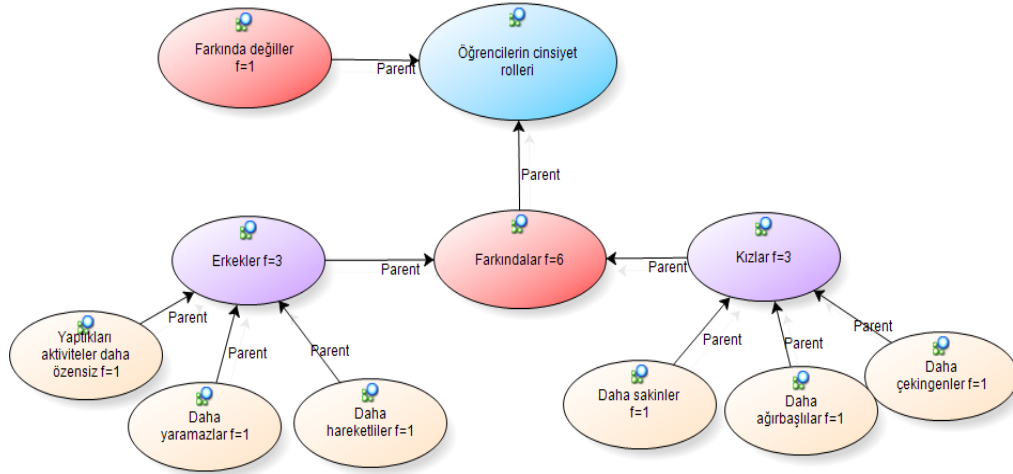 Farkında değiller
f=1
Öğrencilerin cinsiyet
rolleri
Parent
Parent
Erkekler f=3
Parent
Farkındalar f=6
Parent
Kızlar f=3
Yaptıkları
aktiviteler daha
özensiz f=1
Parent
Parent
Parent
Daha
yaramazlar f=1
Daha
hareketliler f=1
Parent
Parent
Parent
Daha sakinler
f=1
Daha
ağırbaşlılar f=1
Daha
çekingenler f=1